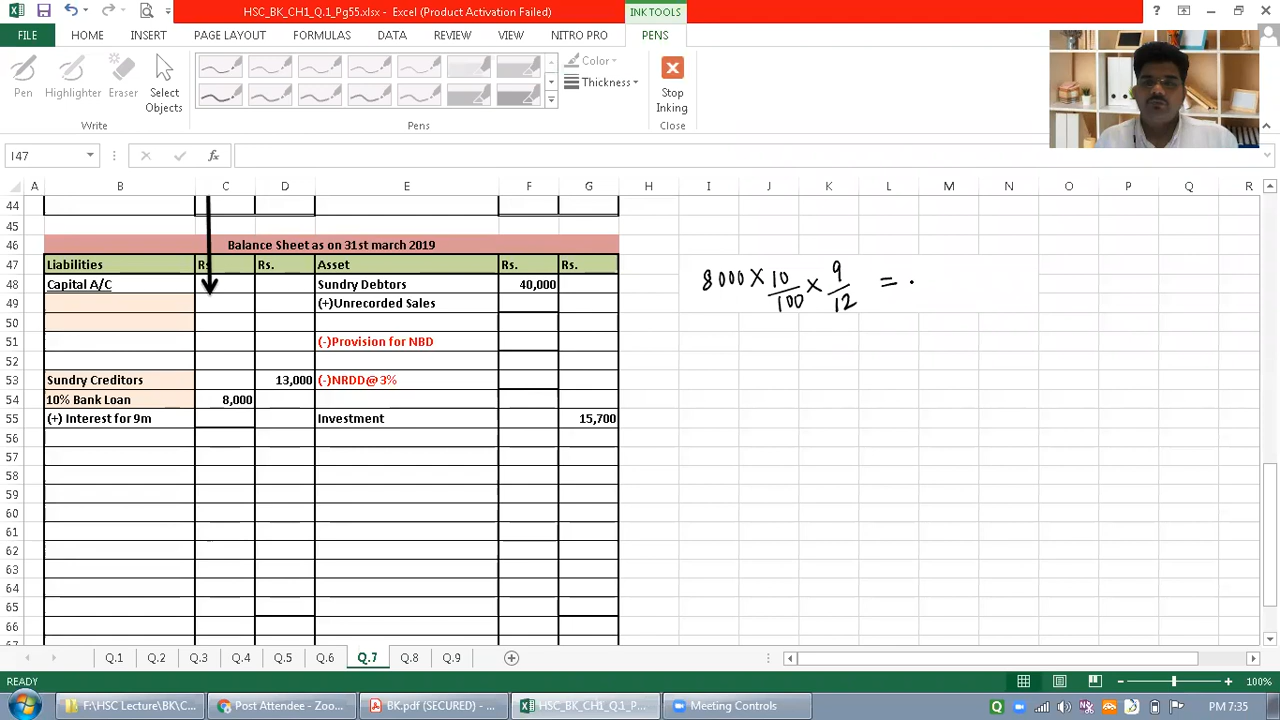 HSC_BK_CH1_Q.1_Pg55.xlsx - Excel (Product Activation Failed)
INK TOOLS
FILE HOME INSERT PAGE LAYOUT FORMULAS DATA REVIEW VIEW NITRO PRO PENS
Pen Highlighter Eraser Select Objects
Color
Thickness
Stop Inking
Write Pens Close
I47
A B C D E F G H I J K L M N O P Q R
44
45
46 Balance Sheet as on 31st march 2019
47 Liabilities Rs. Rs. Asset Rs. Rs.
48 Capital A/C Sundry Debtors 40,000
49 (+)Unrecorded Sales
50
51 (-)Provision for NBD
52
53 Sundry Creditors 13,000 (-)NRDD@ 3%
54 10% Bank Loan 8,000
55 (+) Interest for 9m Investment 15,700
56
57
58
59
60
61
62
63
64
65
66
67
8000 × 10/100 × 9/12 =
Q.1 Q.2 Q.3 Q.4 Q.5 Q.6 Q.7 Q.8 Q.9
READY 100%
F:\HSC Lecture\BK\C... Post Attendee - Zoo... BK.pdf (SECURED) - ... HSC_BK_CH1_Q.1_P... Meeting Controls PM 7:35